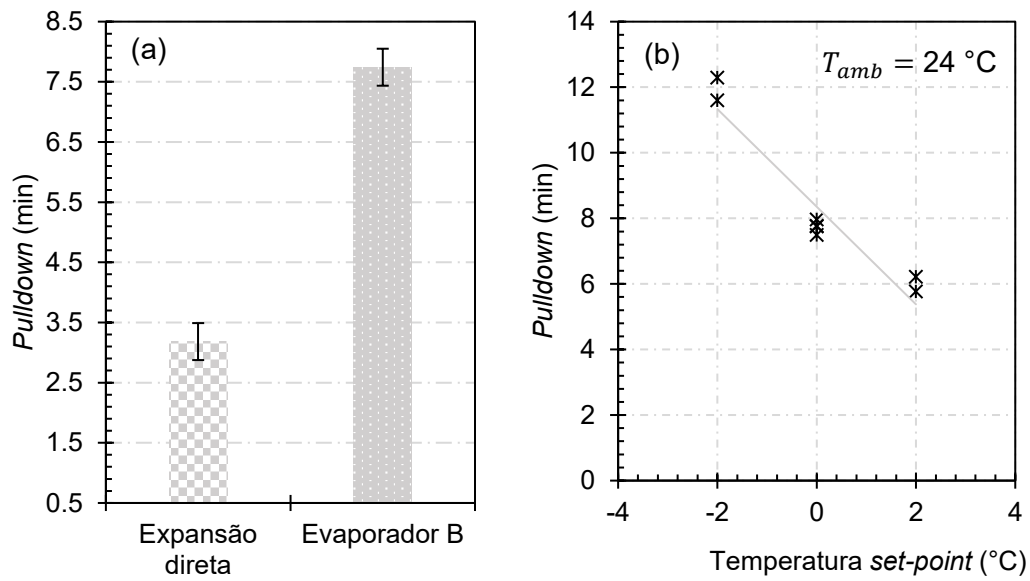 (a)
Pulldown (min)
8.5
7.5
6.5
5.5
4.5
3.5
2.5
1.5
0.5
Expansão
direta
Evaporador B
(b)
T_amb = 24 °C
Pulldown (min)
14
12
10
8
6
4
2
0
-4 -2 0 2 4
Temperatura set-point (°C)